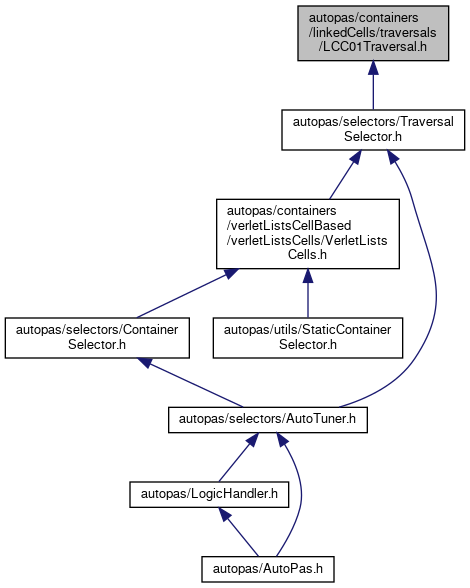 autopas/containers
/linkedCells/traversals
/LCC01Traversal.h
autopas/selectors/Traversal
Selector.h
autopas/containers
/verletListsCellBased
/verletListsCells/VerletLists
Cells.h
autopas/selectors/Container
Selector.h
autopas/utils/StaticContainer
Selector.h
autopas/selectors/AutoTuner.h
autopas/LogicHandler.h
autopas/AutoPas.h